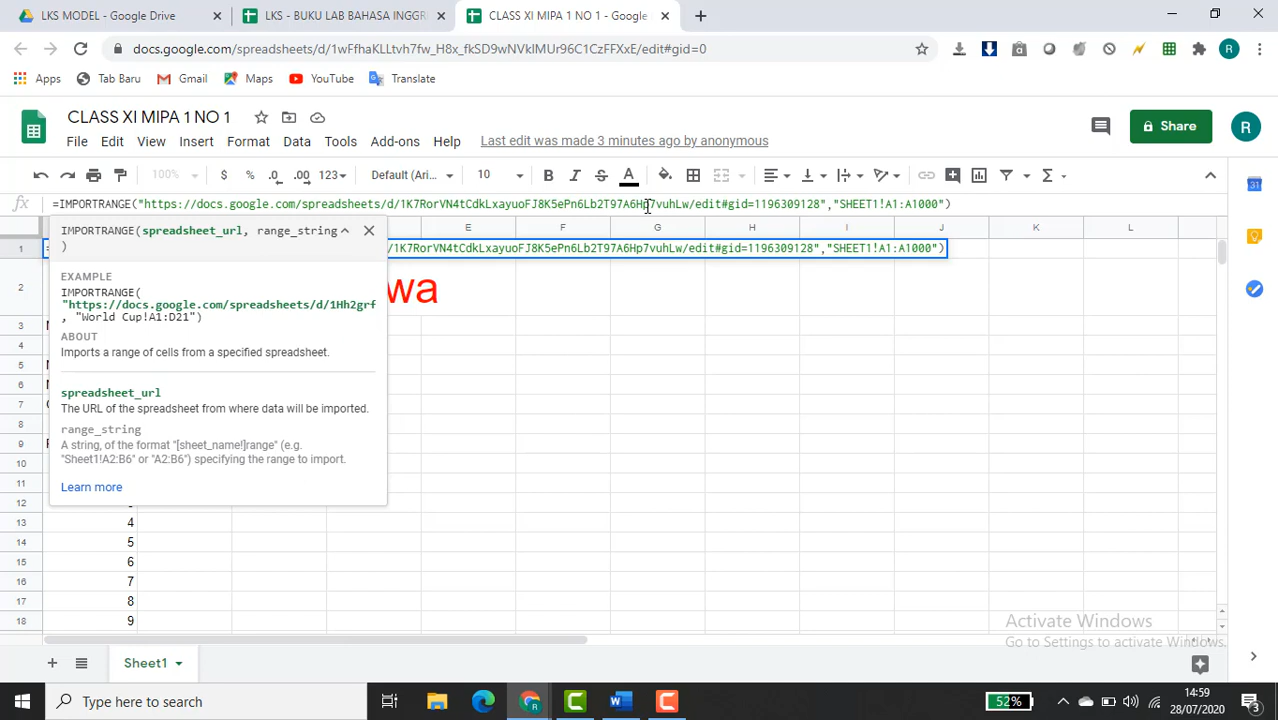 LKS MODEL - Google Drive
LKS - BUKU LAB BAHASA INGGRI
CLASS XI MIPA 1 NO 1 - Google
docs.google.com/spreadsheets/d/1wFfhaKLLtvh7fw_H8x_fkSD9wNVkIMUr96C1CzFFXxE/edit#gid=0
R
Apps
Tab Baru
Gmail
Maps
YouTube
Translate
CLASS XI MIPA 1 NO 1
File
Edit
View
Insert
Format
Data
Tools
Add-ons
Help
Last edit was made 3 minutes ago by anonymous
Share
R
100%
$
%
.0
.00
123
Default (Ari...
10
B
I
S
A
Σ
fx
=IMPORTRANGE("https://docs.google.com/spreadsheets/d/1K7RorVN4tCdkLxayuoFJ8K5ePn6Lb2T97A6Hp7vuhLw/edit#gid=1196309128","SHEET1!A1:A1000")
E F G H I J K L
1
/1K7RorVN4tCdkLxayuoFJ8K5ePn6Lb2T97A6Hp7vuhLw/edit#gid=1196309128","SHEET1!A1:A1000")
IMPORTRANGE(spreadsheet_url, range_string
)
EXAMPLE
IMPORTRANGE(
"https://docs.google.com/spreadsheets/d/1Hh2grf
, "World Cup!A1:D21")
ABOUT
Imports a range of cells from a specified spreadsheet.
spreadsheet_url
The URL of the spreadsheet from where data will be imported.
range_string
A string, of the format "[sheet_name!]range" (e.g.
"Sheet1!A2:B6" or "A2:B6") specifying the range to import.
Learn more
2
wa
3
4
5
6
7
8
9
10
11
12
13 4
14 5
15 6
16 7
17 8
18 9
Activate Windows
Go to Settings to activate Windows.
Sheet1
Type here to search
W
52%
14:59
28/07/2020
3